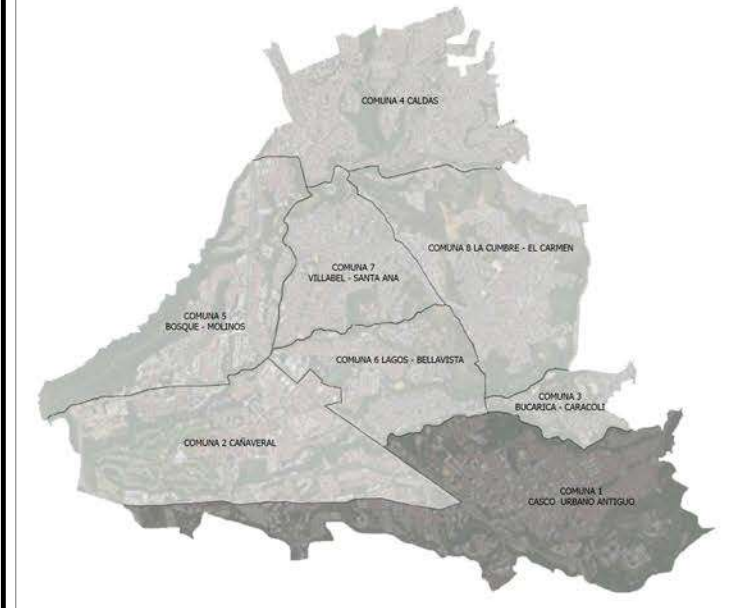 COMUNA 4 CALDAS
COMUNA 8 LA CUMBRE - EL CARMEN
COMUNA 7
VILLABEL - SANTA ANA
COMUNA 5
BOSQUE - MOLINOS
COMUNA 6 LAGOS - BELLAVISTA
COMUNA 3
BUCARICA - CARACOLI
COMUNA 2 CAÑAVERAL
COMUNA 1
CASCO URBANO ANTIGUO